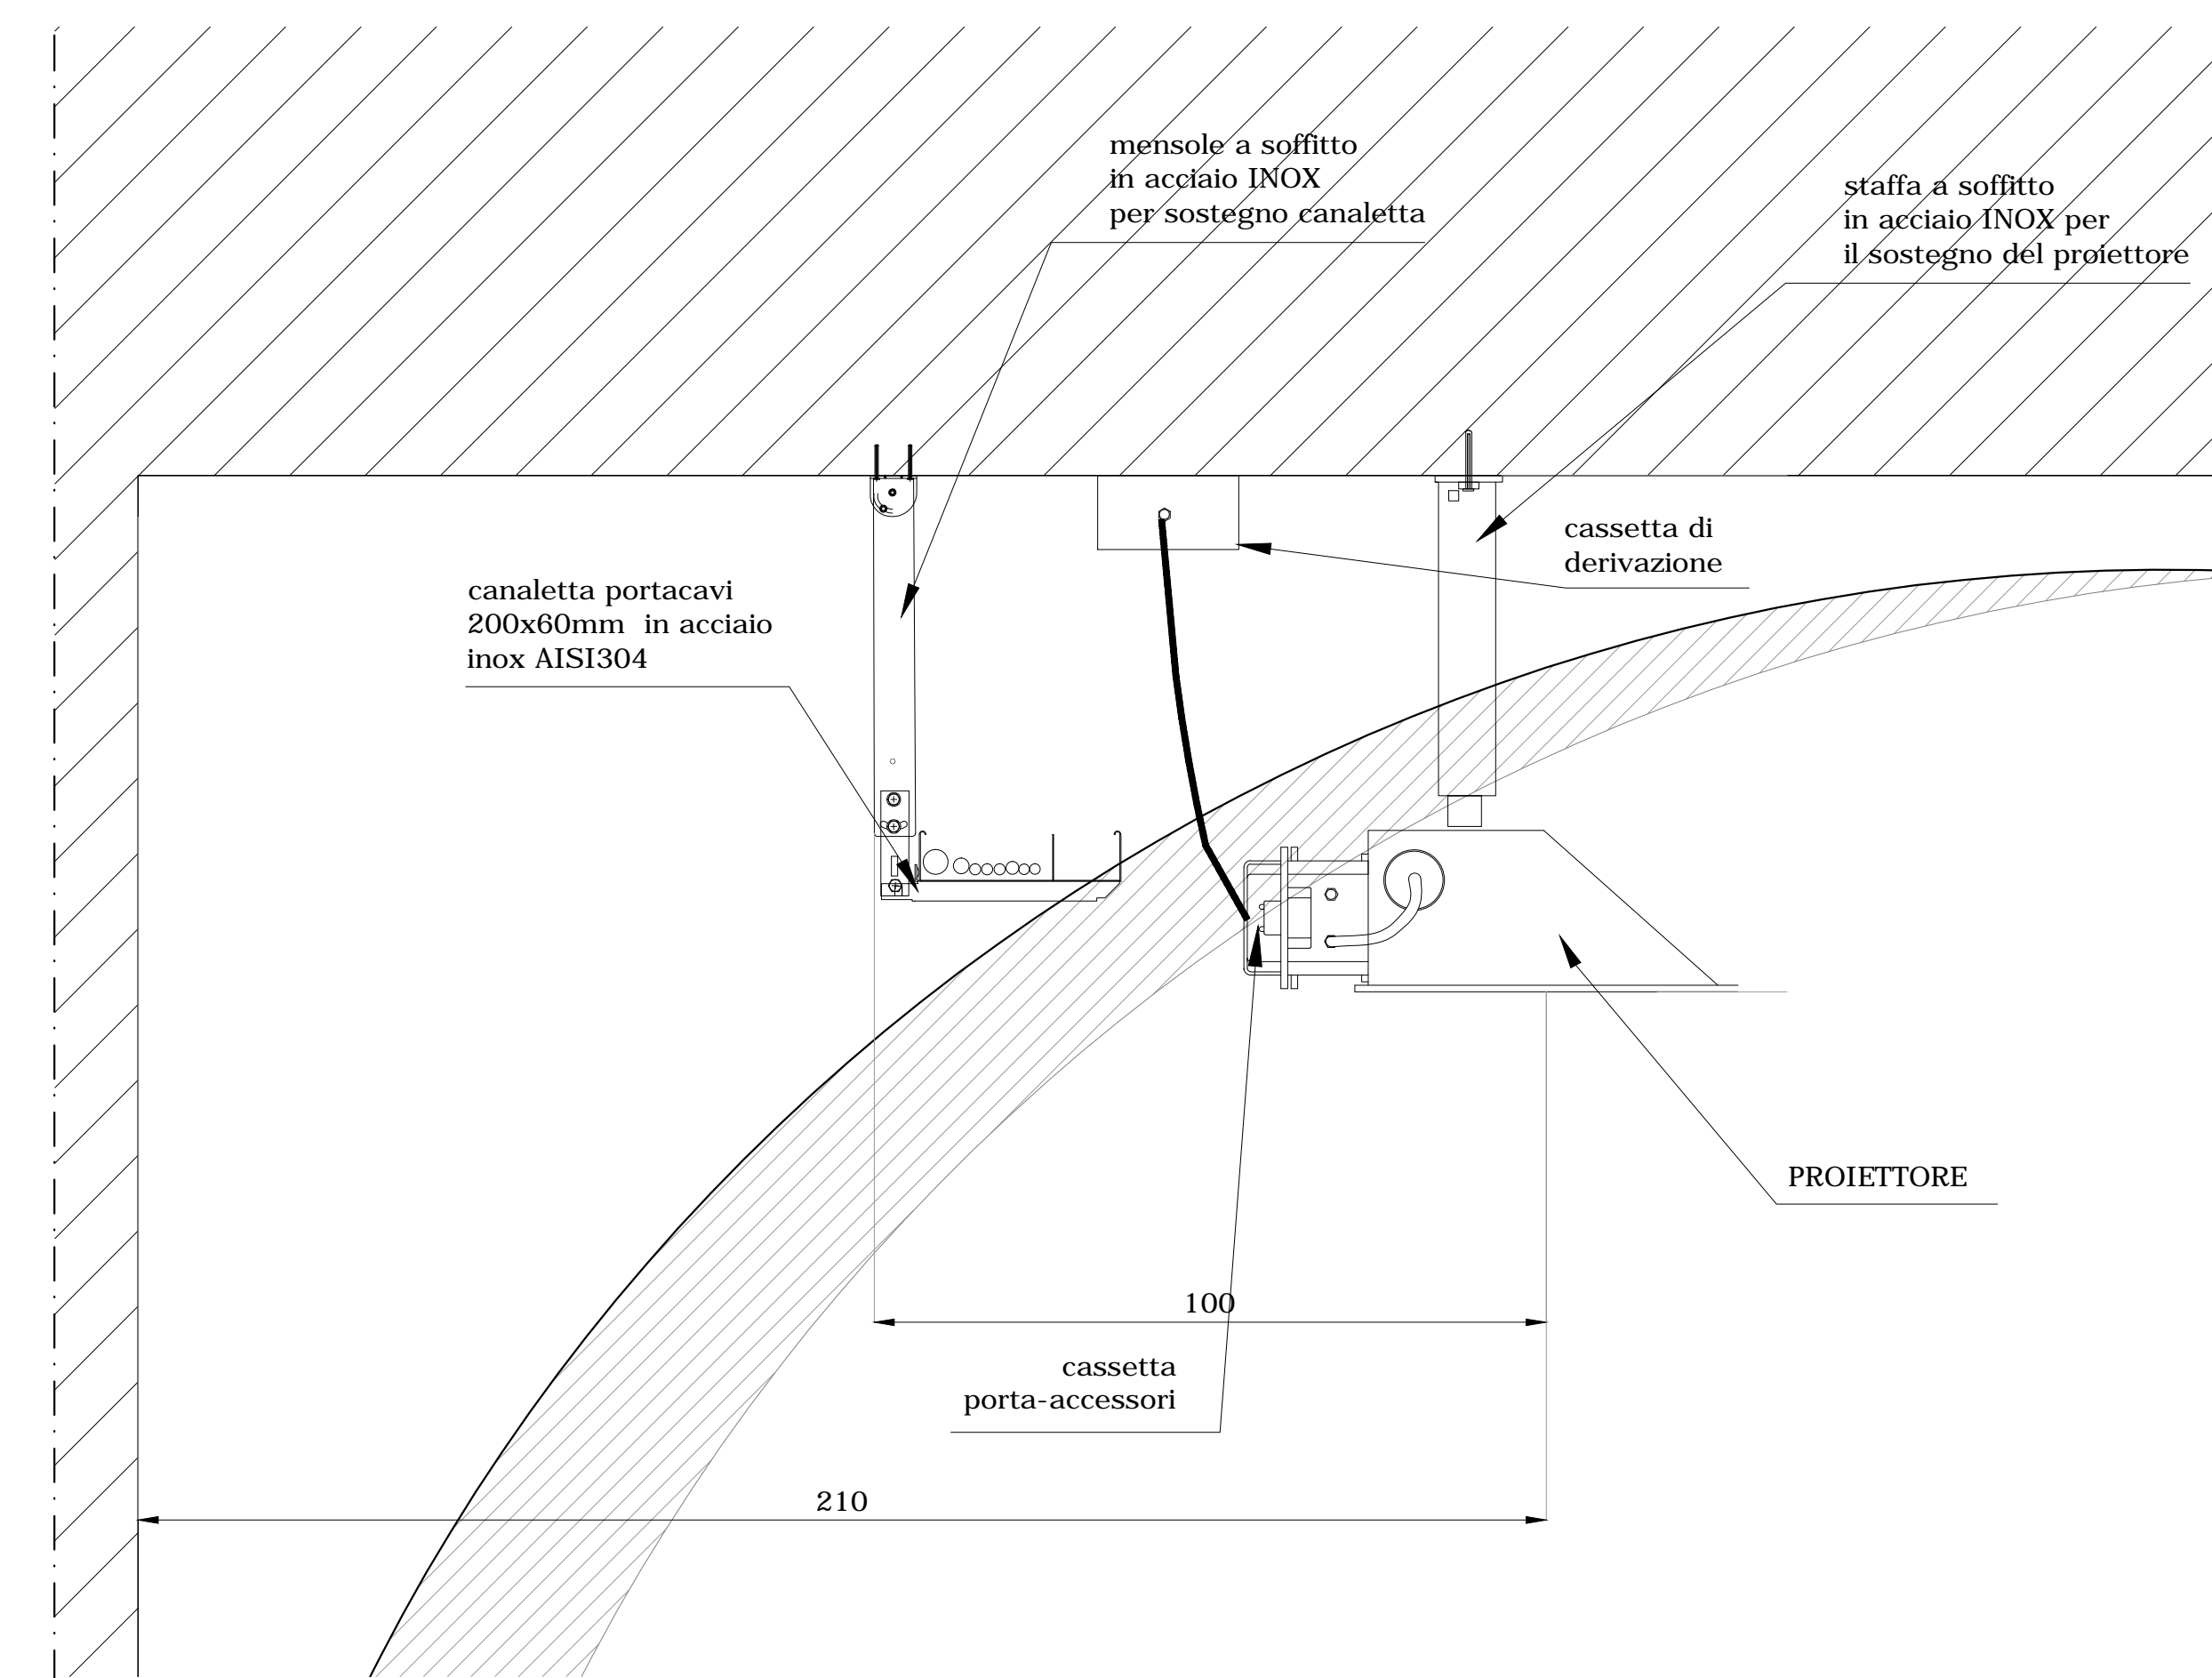 mensole a soffitto
in acciaio INOX
per sostegno canaletta
staffa a soffitto
in acciaio INOX per
il sostegno del proiettore
cassetta di
derivazione
canaletta portacavi
200x60mm  in acciaio
inox AISI304
PROIETTORE
100
cassetta
porta-accessori
210